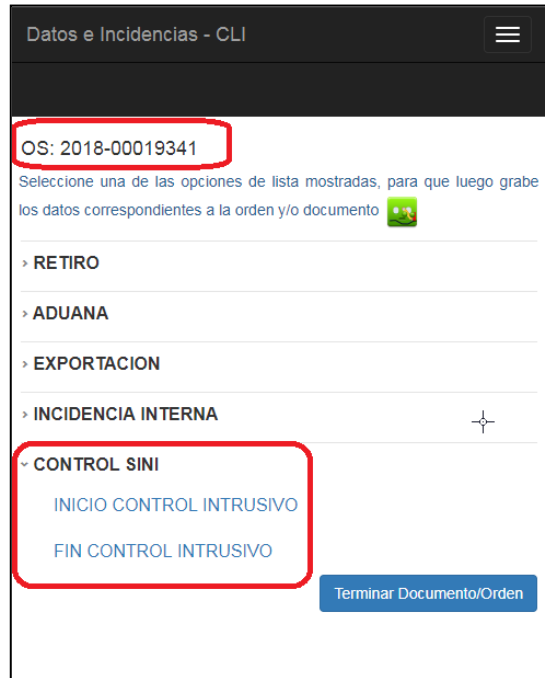 Datos e Incidencias - CLI
OS: 2018-00019341
Seleccione una de las opciones de lista mostradas, para que luego grabe
los datos correspondientes a la orden y/o documento
› RETIRO
› ADUANA
› EXPORTACION
› INCIDENCIA INTERNA
CONTROL SINI
INICIO CONTROL INTRUSIVO
FIN CONTROL INTRUSIVO
Terminar Documento/Orden